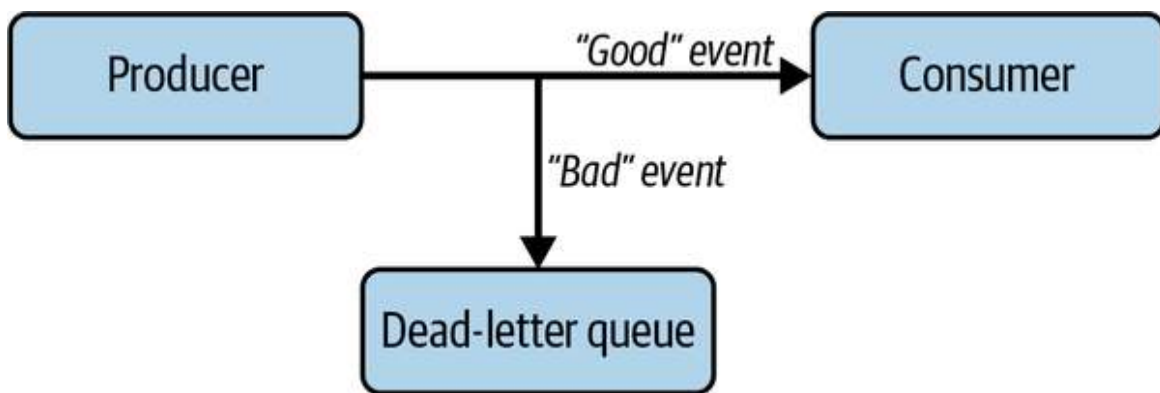 Producer
“Good” event
Consumer
“Bad” event
Dead-letter queue